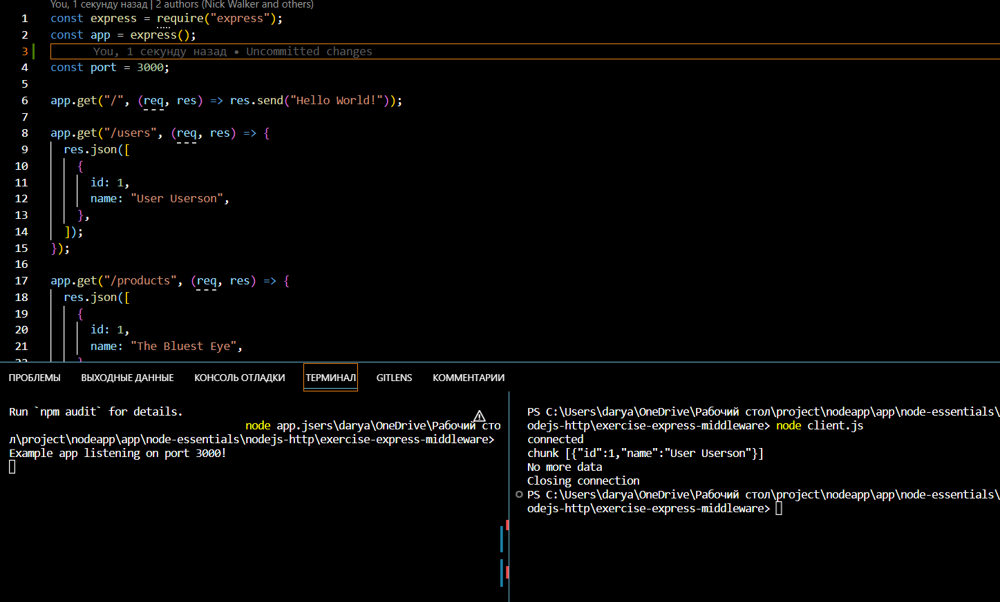 You, 1 секунду назад | 2 authors (Nick Walker and others)
1 const express = require("express");
2 const app = express();
3 You, 1 секунду назад • Uncommitted changes
4 const port = 3000;
5
6 app.get("/", (req, res) => res.send("Hello World!"));
7
8 app.get("/users", (req, res) => {
9 res.json([
10 {
11 id: 1,
12 name: "User Userson",
13 },
14 ]);
15 });
16
17 app.get("/products", (req, res) => {
18 res.json([
19 {
20 id: 1,
21 name: "The Bluest Eye",
22 }
ПРОБЛЕМЫ ВЫХОДНЫЕ ДАННЫЕ КОНСОЛЬ ОТЛАДКИ ТЕРМИНАЛ GITLENS КОММЕНТАРИИ
Run `npm audit` for details.
node app.jsers\darya\OneDrive\Рабочий сто
л\project\nodeapp\app\node-essentials\nodejs-http\exercise-express-middleware>
Example app listening on port 3000!
PS C:\Users\darya\OneDrive\Рабочий стол\project\nodeapp\app\node-essentials\
odejs-http\exercise-express-middleware> node client.js
connected
chunk [{"id":1,"name":"User Userson"}]
No more data
Closing connection
PS C:\Users\darya\OneDrive\Рабочий стол\project\nodeapp\app\node-essentials\
odejs-http\exercise-express-middleware>